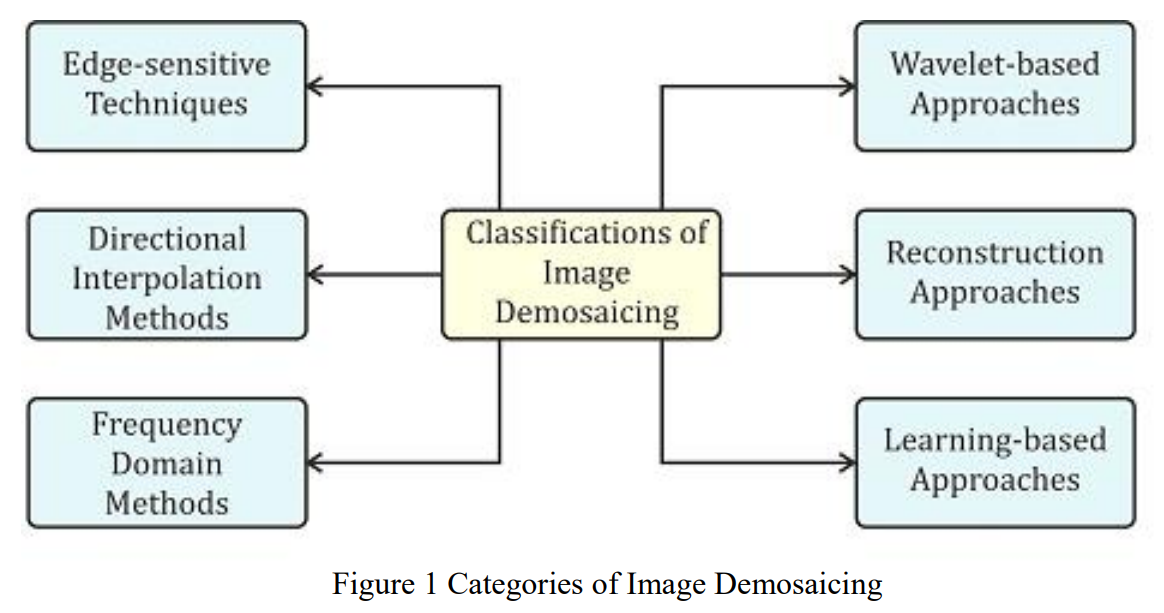 Edge-sensitive
Techniques
Directional
Interpolation
Methods
Frequency
Domain
Methods
Classifications of
Image
Demosaicing
Wavelet-based
Approaches
Reconstruction
Approaches
Learning-based
Approaches
Figure 1 Categories of Image Demosaicing